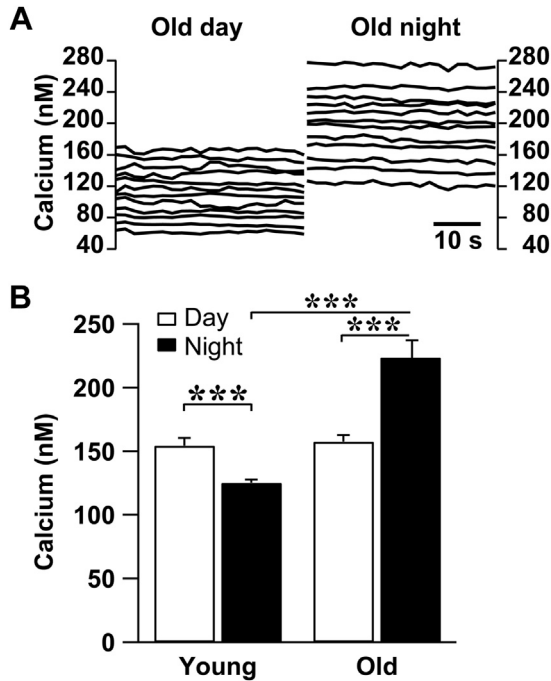 A
Old day Old night
Calcium (nM)
280 280
240 240
200 200
160 160
120 120
80 80
40 40
10 s
B
***
***
***
Day
Night
Calcium (nM)
250
200
150
100
50
0
Young Old